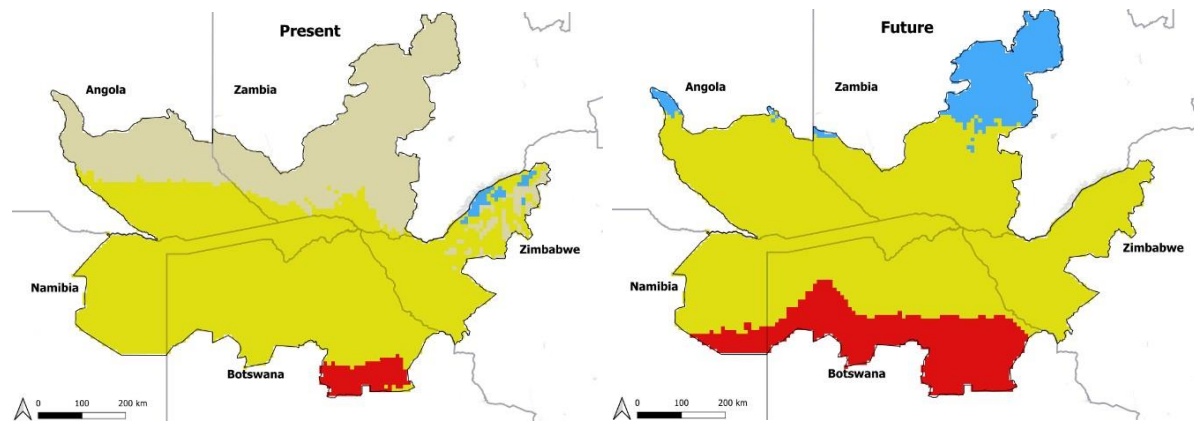 Present
Angola
Zambia
Zimbabwe
Namibia
Botswana
0 100 200 km
Future
Angola
Zambia
Zimbabwe
Namibia
Botswana
0 100 200 km